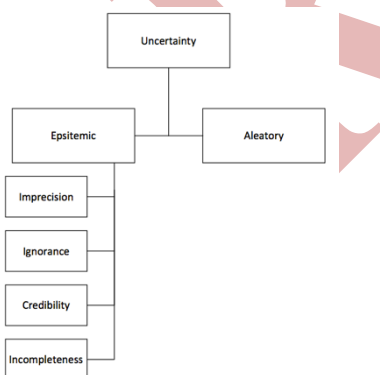 Uncertainty
Epsitemic
Aleatory
Imprecision
Ignorance
Credibility
Incompleteness